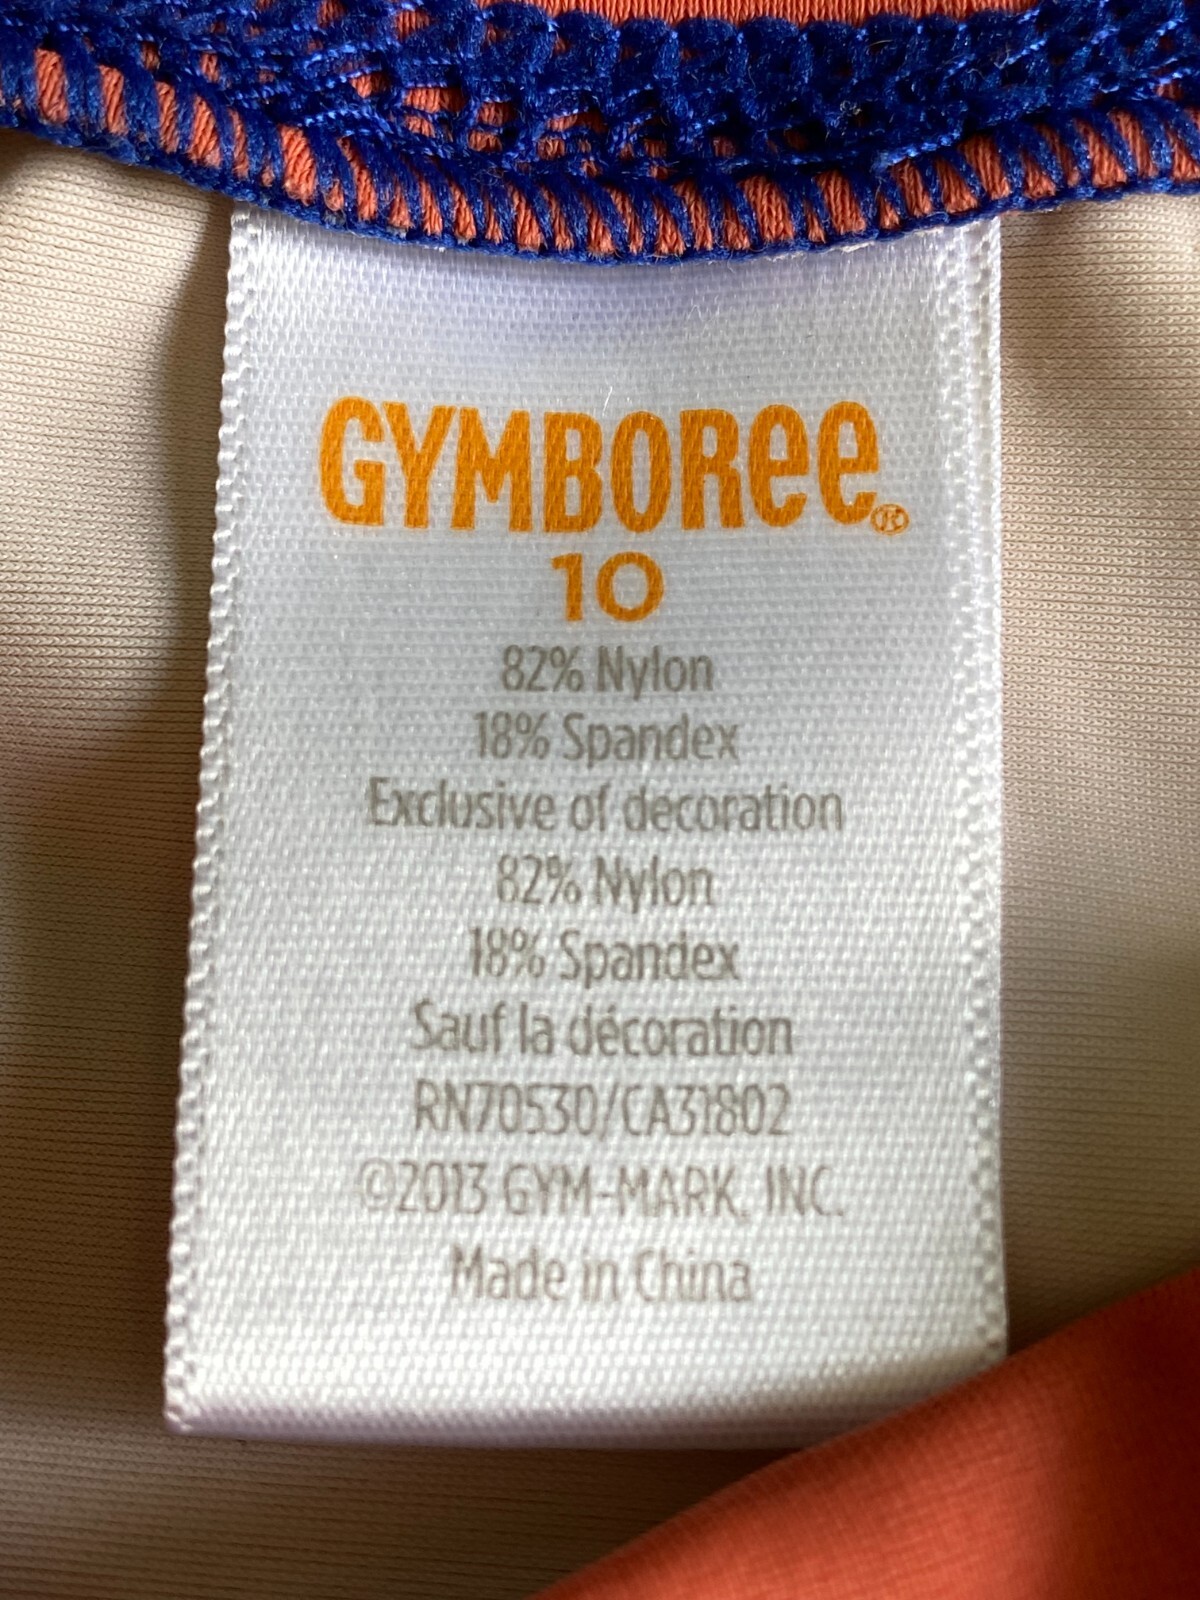 GYMBOREE®
10
82% Nylon
18% Spandex
Exclusive of decoration
82% Nylon
18% Spandex
Sauf la décoration
RN70530/CA31802
©2013 GYM-MARK, INC.
Made in China